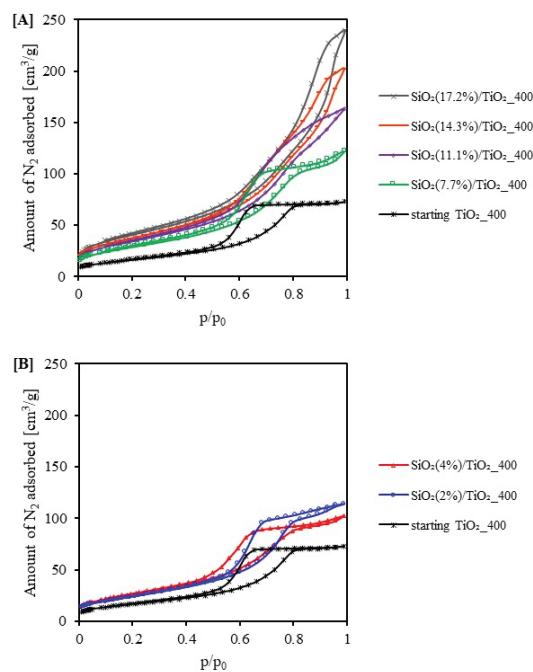 [A]
250
200
150
100
50
0
Amount of N₂ adsorbed [cm³/g]
0 0.2 0.4 0.6 0.8 1
p/p₀
SiO₂(17.2%)/TiO₂_400
SiO₂(14.3%)/TiO₂_400
SiO₂(11.1%)/TiO₂_400
SiO₂(7.7%)/TiO₂_400
starting TiO₂_400
[B]
250
200
150
100
50
0
Amount of N₂ adsorbed [cm³/g]
0 0.2 0.4 0.6 0.8 1
p/p₀
SiO₂(4%)/TiO₂_400
SiO₂(2%)/TiO₂_400
starting TiO₂_400